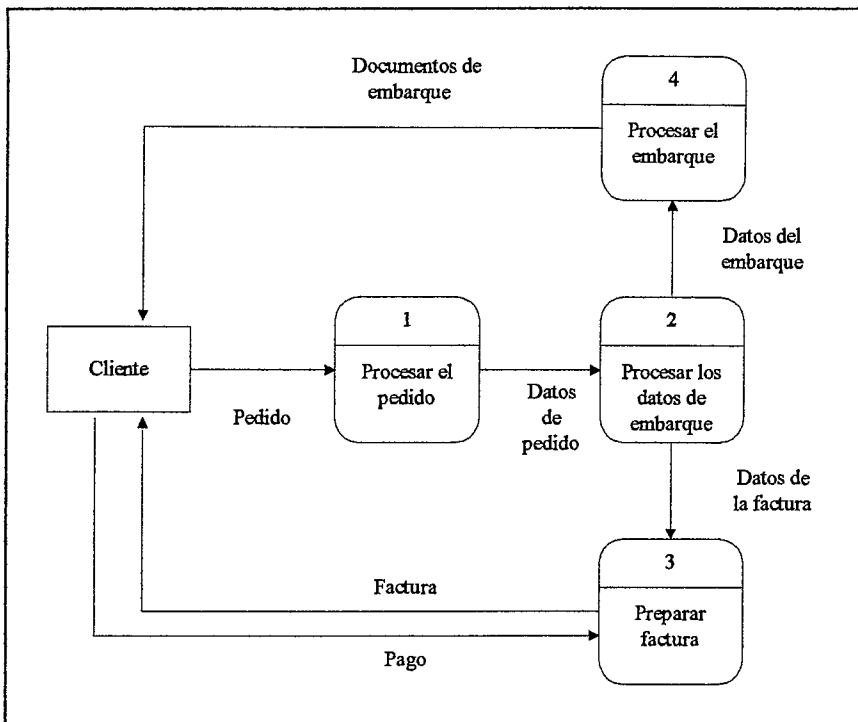 Documentos de
embarque
4
Procesar el
embarque
Datos del
embarque
Cliente
Pedido
1
Procesar el
pedido
Datos
de
pedido
2
Procesar los
datos de
embarque
Datos de
la factura
3
Preparar
factura
Factura
Pago